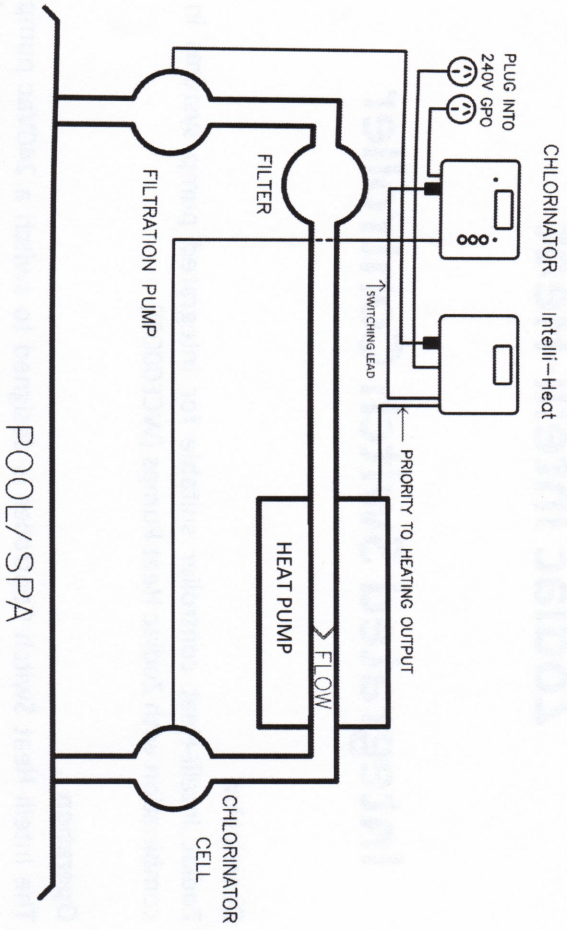 CHLORINATOR
Intelli-Heat
PLUG INTO
240V GPO
SWITCHING LEAD
PRIORITY TO HEATING OUTPUT
FILTER
FILTRATION PUMP
HEAT PUMP
FLOW
CHLORINATOR
CELL
POOL/SPA